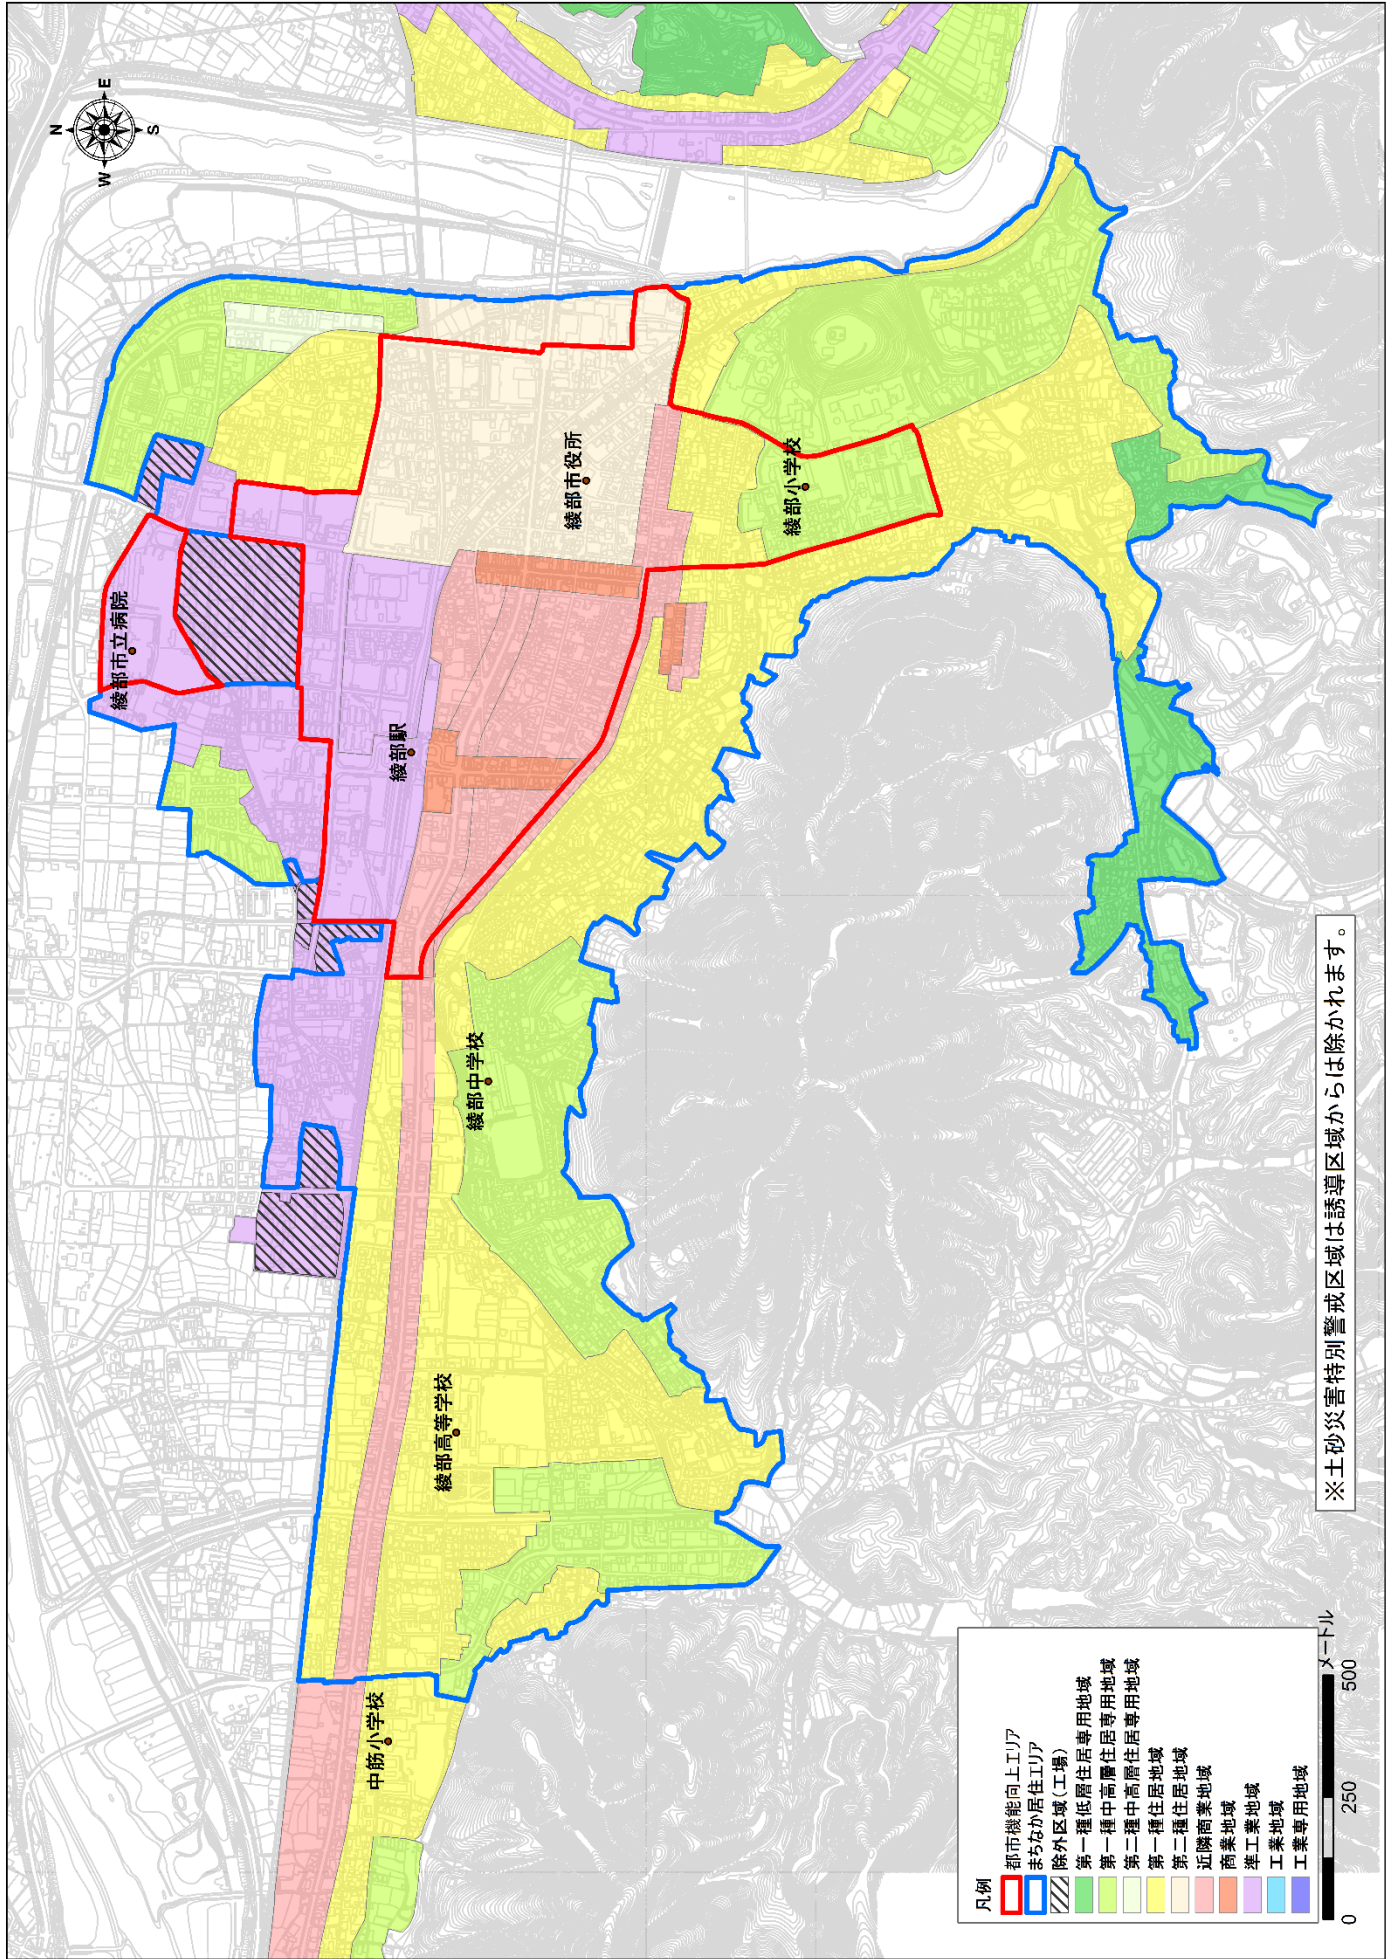 N
W
E
S
綾部市立病院
綾部市役所
綾部駅
綾部小学校
綾部中学校
綾部高等学校
中筋小学校
凡例
都市機能向上エリア
まちなか居住エリア
除外区域(工場)
第一種低層住居専用地域
第一種中高層住居専用地域
第二種中高層住居専用地域
第一種住居地域
第二種住居地域
近隣商業地域
商業地域
準工業地域
工業地域
工業専用地域
0 250 500
メートル
※土砂災害特別警戒区域は誘導区域からは除かれます。